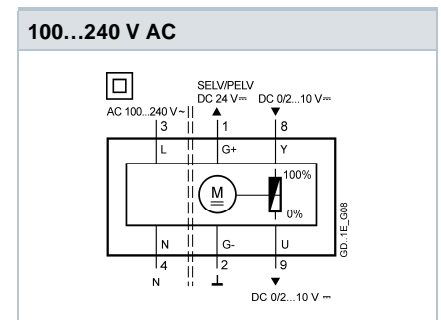 100...240 V AC
SELV/PELV
DC 24 V⎓ DC 0/2...10 V⎓
AC 100...240 V~
3 1 8
L G+ Y
100%
M
0%
N G- U
4 2 9
N
DC 0/2...10 V ⎓
GD..1E_G08